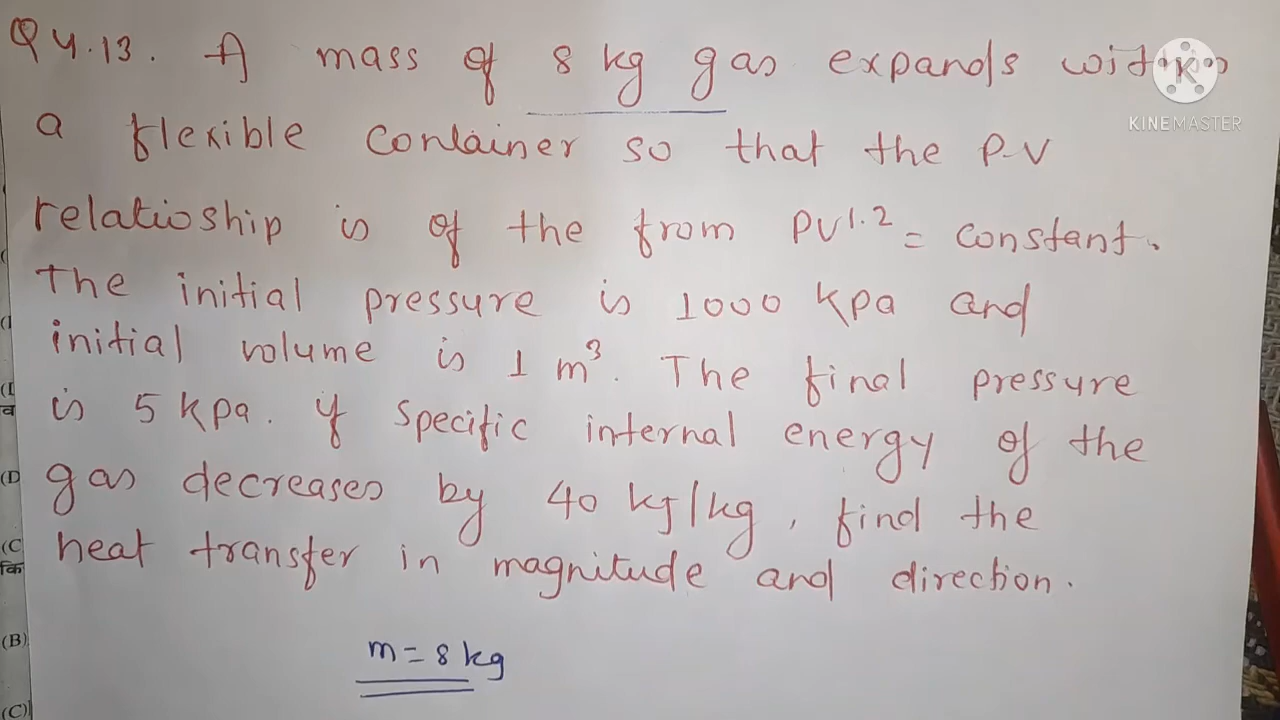 Q4.13. A mass of 8 kg gas expands within
a flexible container so that the P-V
relatioship is of the from PV^1.2 = constant.
The initial pressure is 1000 kpa and
initial volume is 1 m³. The final pressure
is 5 kpa. if specific internal energy of the
gas decreases by 40 kJ/kg, find the
heat transfer in magnitude and direction.
m = 8 kg
K
KINEMASTER
(D
(C
कि
(B)
(C)